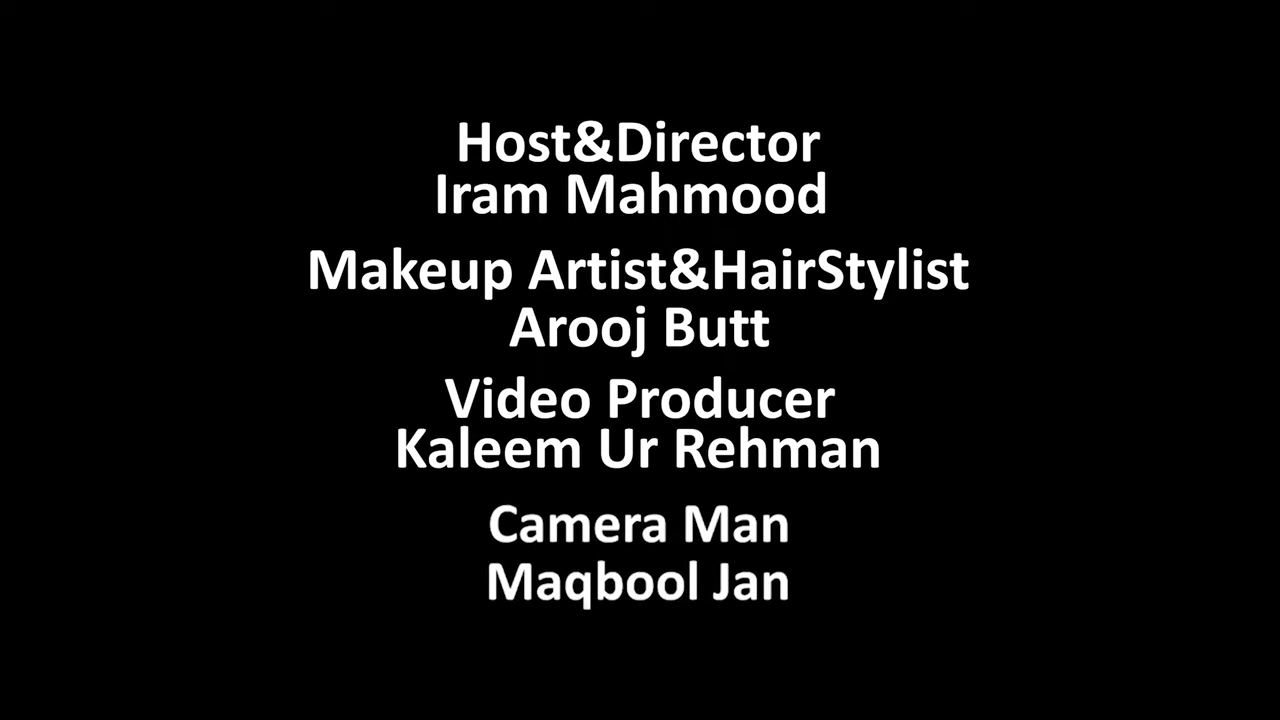 Host&Director
Iram Mahmood
Makeup Artist&HairStylist
Arooj Butt
Video Producer
Kaleem Ur Rehman
Camera Man
Maqbool Jan